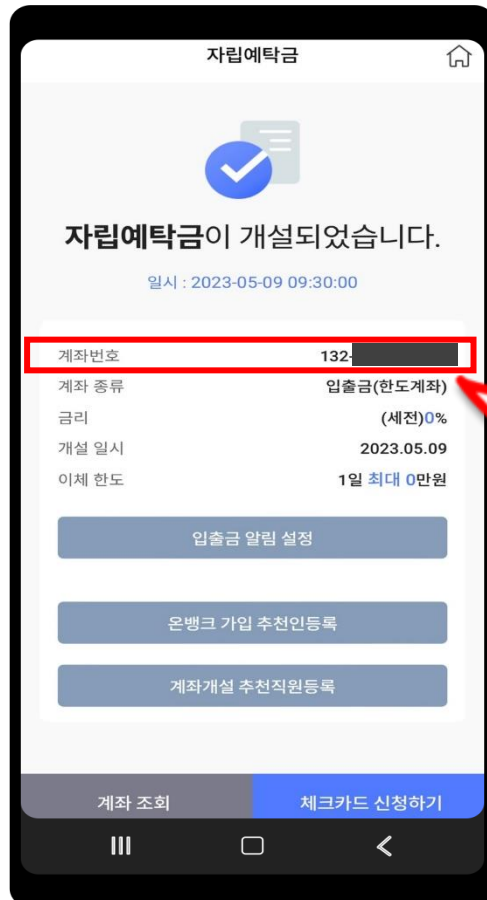 자립예탁금
자립예탁금이 개설되었습니다.
일시 : 2023-05-09 09:30:00
계좌번호 132-
계좌 종류 입출금(한도계좌)
금리 (세전)0%
개설 일시 2023.05.09
이체 한도 1일 최대 0만원
입출금 알림 설정
온뱅크 가입 추천인등록
계좌개설 추천직원등록
계좌 조회 체크카드 신청하기